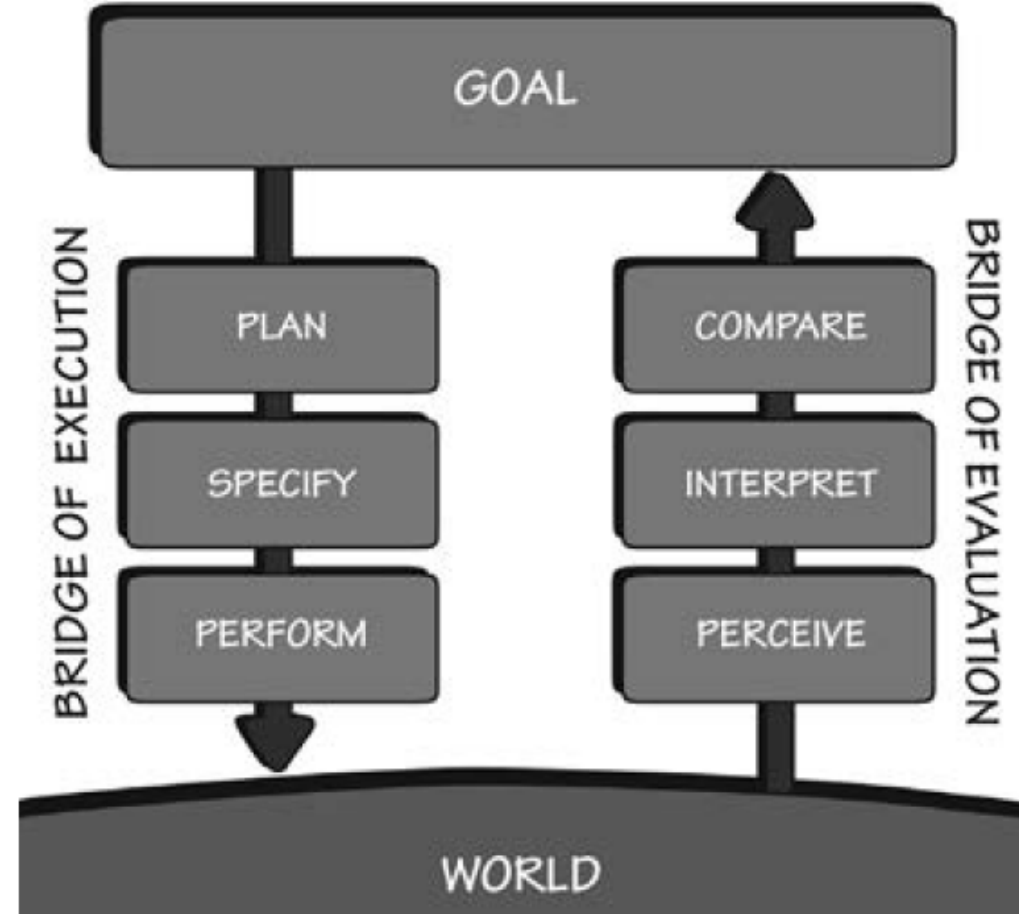 GOAL
BRIDGE OF EXECUTION
PLAN
SPECIFY
PERFORM
COMPARE
INTERPRET
PERCEIVE
BRIDGE OF EVALUATION
WORLD